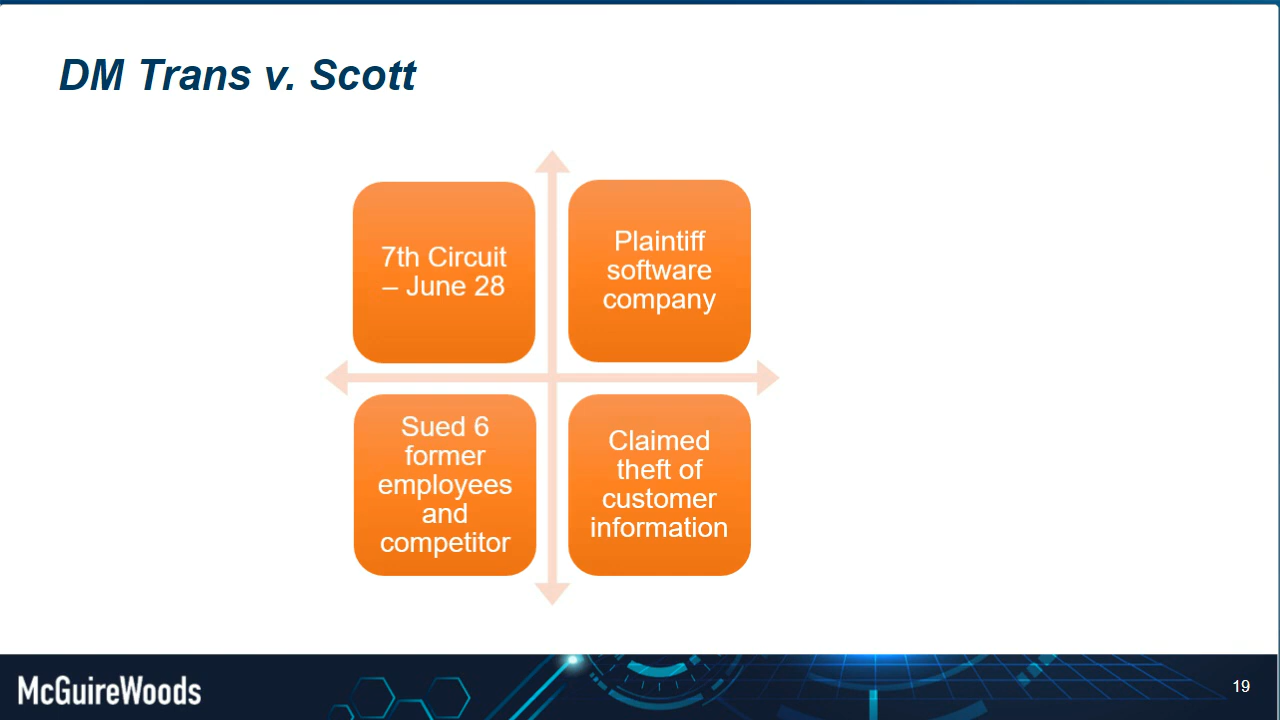 DM Trans v. Scott
7th Circuit
– June 28
Plaintiff
software
company
Sued 6
former
employees
and
competitor
Claimed
theft of
customer
information
McGuireWoods
19